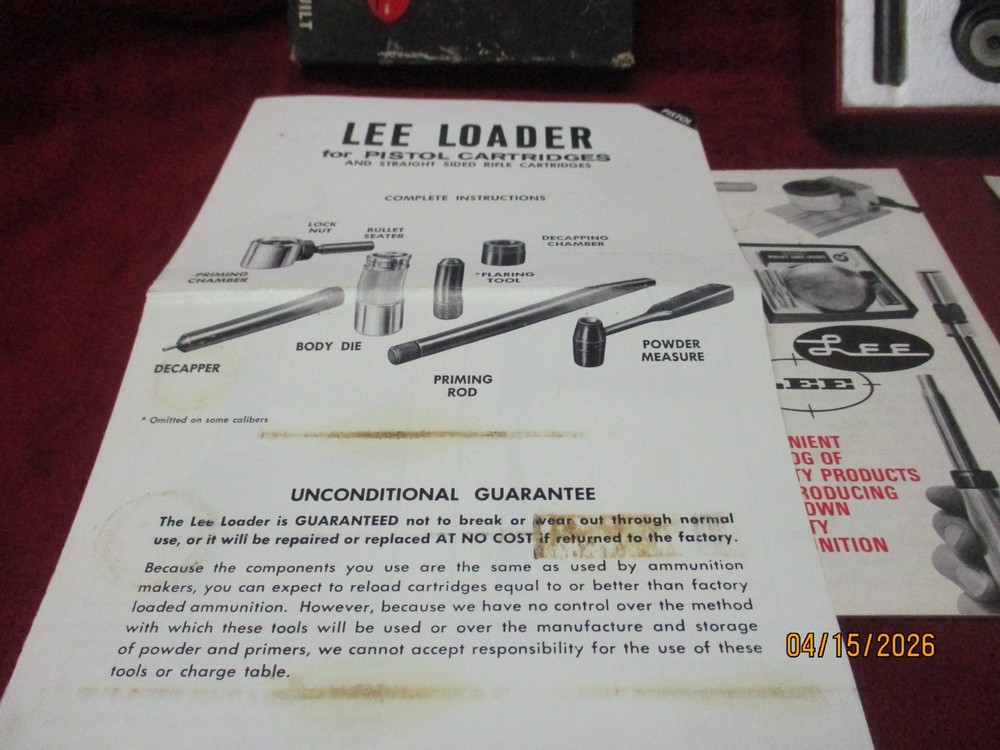 UILT
PISTOL
LEE LOADER
for PISTOL CARTRIDGES
AND STRAIGHT SIDED RIFLE CARTRIDGES
COMPLETE INSTRUCTIONS
LOCK
NUT
BULLET
SEATER
DECAPPING
CHAMBER
PRIMING
CHAMBER
*FLARING
TOOL
DECAPPER
BODY DIE
PRIMING
ROD
POWDER
MEASURE
* Omitted on some calibers
UNCONDITIONAL GUARANTEE
The Lee Loader is GUARANTEED not to break or wear out through normal
use, or it will be repaired or replaced AT NO COST if returned to the factory.
Because the components you use are the same as used by ammunition
makers, you can expect to reload cartridges equal to or better than factory
loaded ammunition. However, because we have no control over the method
with which these tools will be used or over the manufacture and storage
of powder and primers, we cannot accept responsibility for the use of these
tools or charge table.
LEE
LEE
NIENT
OG OF
TY PRODUCTS
RODUCING
OWN
TY
NITION
04/15/2026